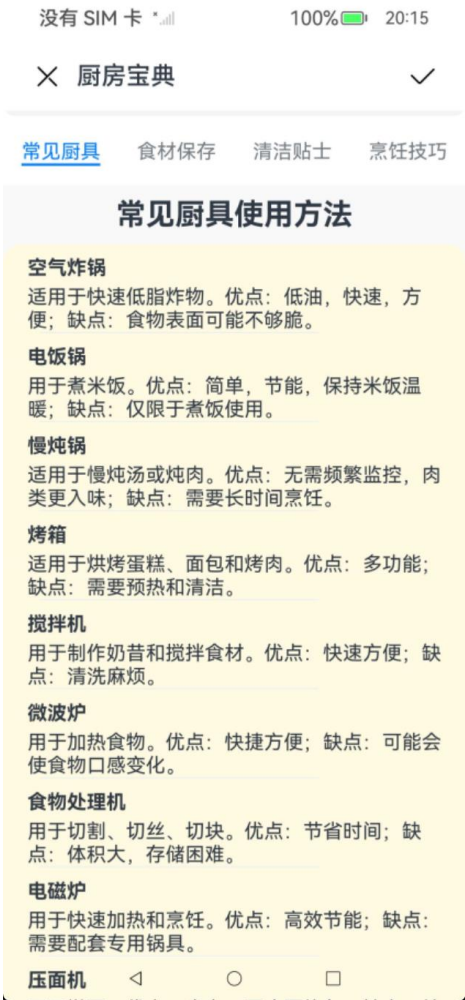 没有 SIM 卡 100% 20:15
厨房宝典
常见厨具 食材保存 清洁贴士 烹饪技巧
常见厨具使用方法
空气炸锅
适用于快速低脂炸物。优点：低油，快速，方
便；缺点：食物表面可能不够脆。
电饭锅
用于煮米饭。优点：简单，节能，保持米饭温
暖；缺点：仅限于煮饭使用。
慢炖锅
适用于慢炖汤或炖肉。优点：无需频繁监控，肉
类更入味；缺点：需要长时间烹饪。
烤箱
适用于烘烤蛋糕、面包和烤肉。优点：多功能；
缺点：需要预热和清洁。
搅拌机
用于制作奶昔和搅拌食材。优点：快速方便；缺
点：清洗麻烦。
微波炉
用于加热食物。优点：快捷方便；缺点：可能会
使食物口感变化。
食物处理机
用于切割、切丝、切块。优点：节省时间；缺
点：体积大，存储困难。
电磁炉
用于快速加热和烹饪。优点：高效节能；缺点：
需要配套专用锅具。
压面机